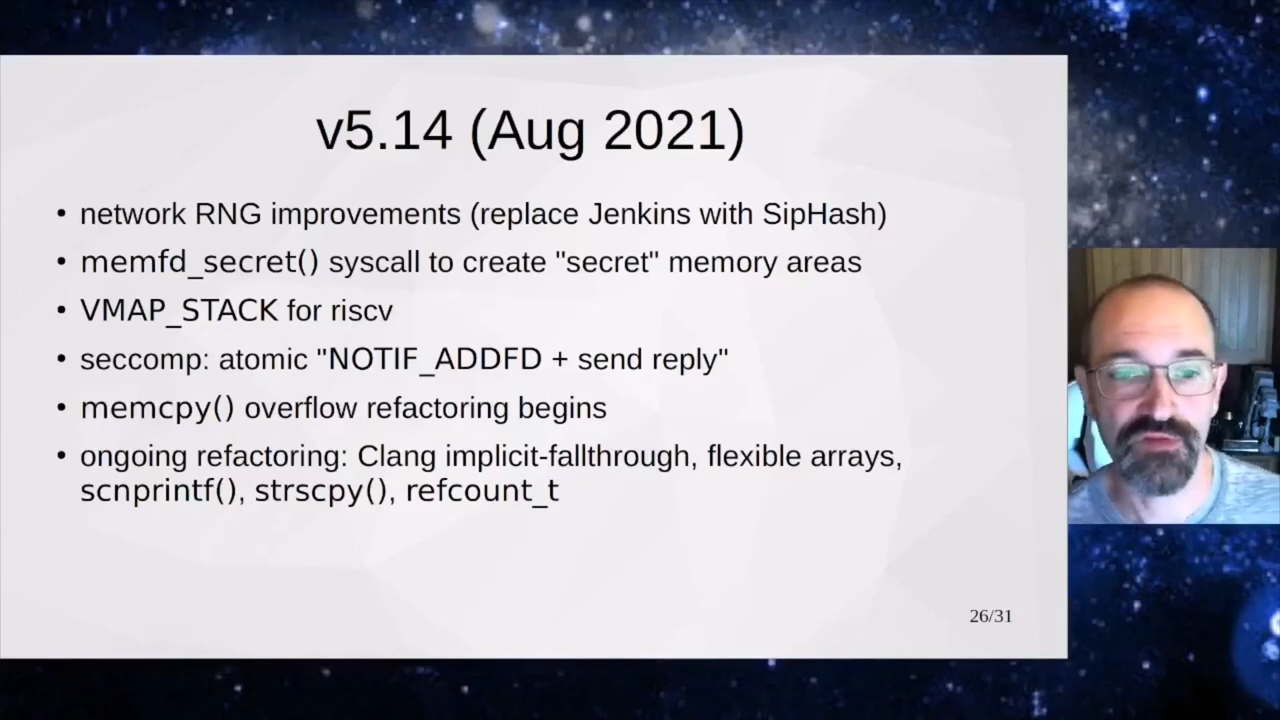 v5.14 (Aug 2021)
• network RNG improvements (replace Jenkins with SipHash)
• memfd_secret() syscall to create "secret" memory areas
• VMAP_STACK for riscv
• seccomp: atomic "NOTIF_ADDFD + send reply"
• memcpy() overflow refactoring begins
• ongoing refactoring: Clang implicit-fallthrough, flexible arrays,
scnprintf(), strscpy(), refcount_t
26/31